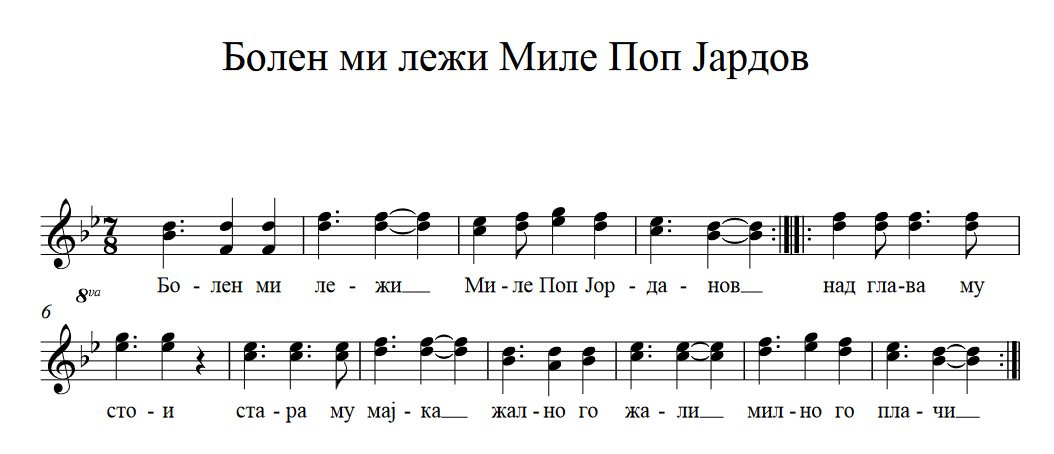 Болен ми лежи Миле Поп Јардов
7
8
Бо - лен ми ле - жи__ Ми - ле Поп Јор - да - нов__ над гла - ва му
8va
6
сто - и ста - ра му мај - ка__ жал - но го жа - ли__ мил - но го пла - чи__